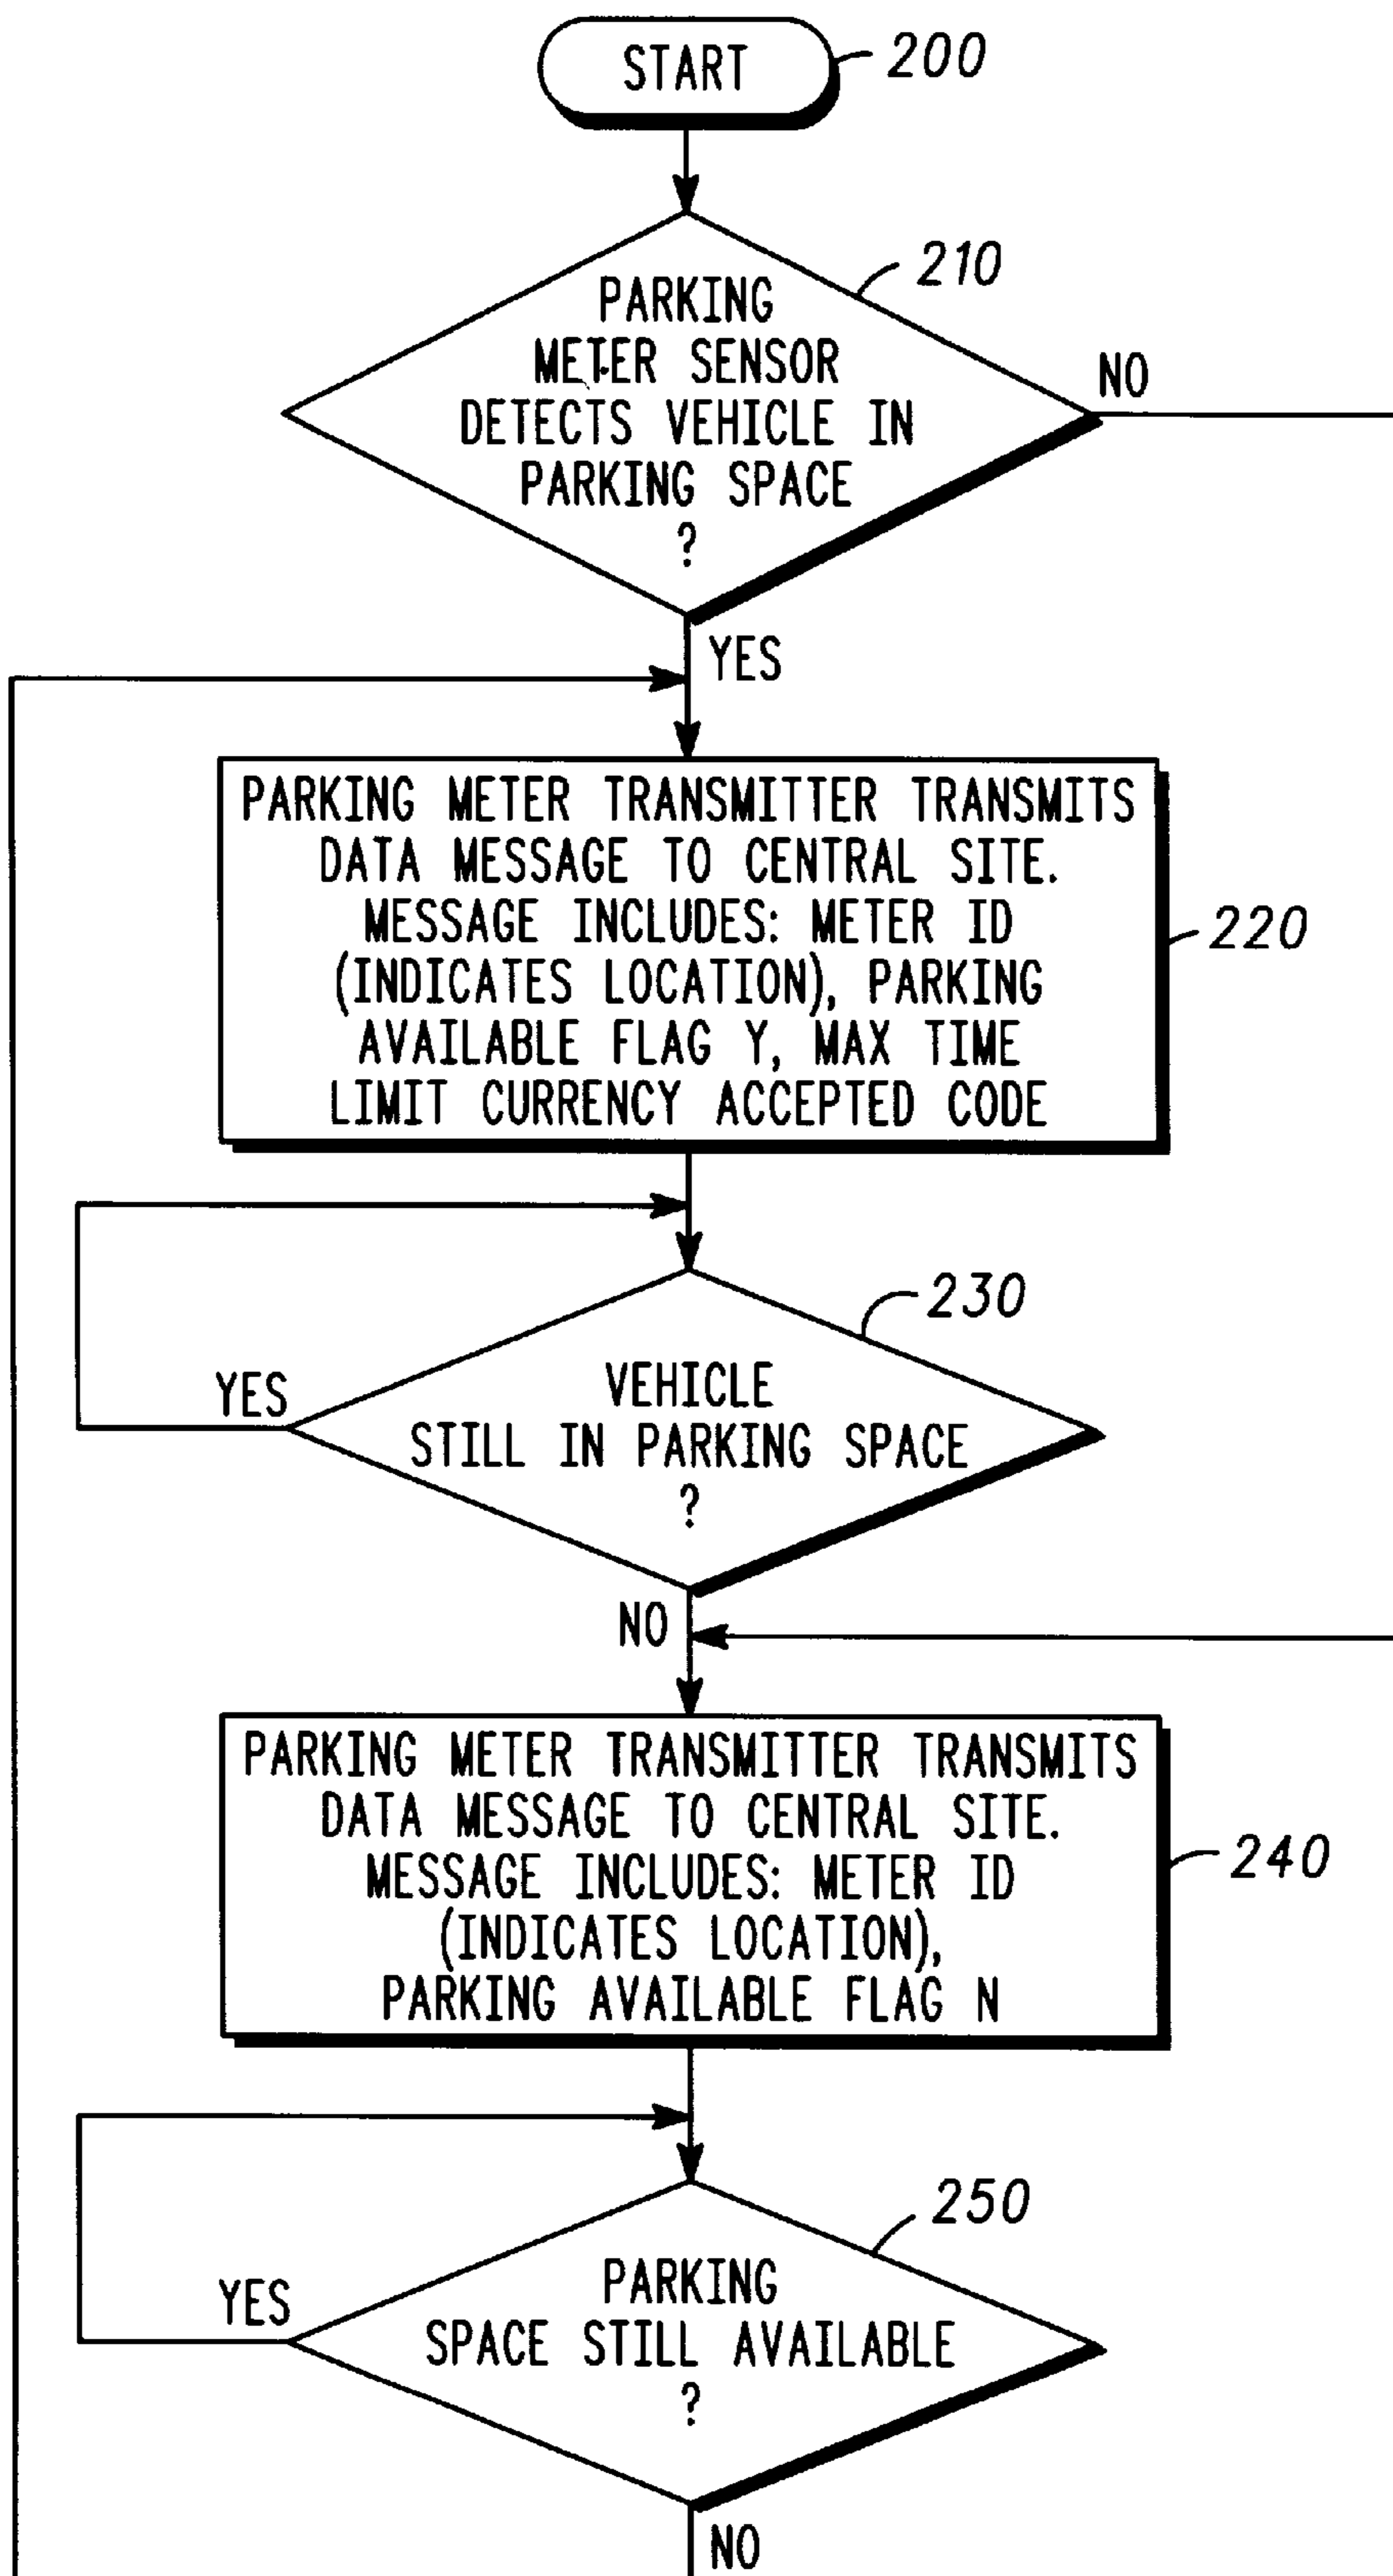 START
200
210
PARKING
METER SENSOR
DETECTS VEHICLE IN
PARKING SPACE
?
NO
YES
PARKING METER TRANSMITTER TRANSMITS
DATA MESSAGE TO CENTRAL SITE.
MESSAGE INCLUDES: METER ID
(INDICATES LOCATION), PARKING
AVAILABLE FLAG Y, MAX TIME
LIMIT CURRENCY ACCEPTED CODE
220
230
VEHICLE
STILL IN PARKING SPACE
?
YES
NO
PARKING METER TRANSMITTER TRANSMITS
DATA MESSAGE TO CENTRAL SITE.
MESSAGE INCLUDES: METER ID
(INDICATES LOCATION),
PARKING AVAILABLE FLAG N
240
250
PARKING
SPACE STILL AVAILABLE
?
YES
NO